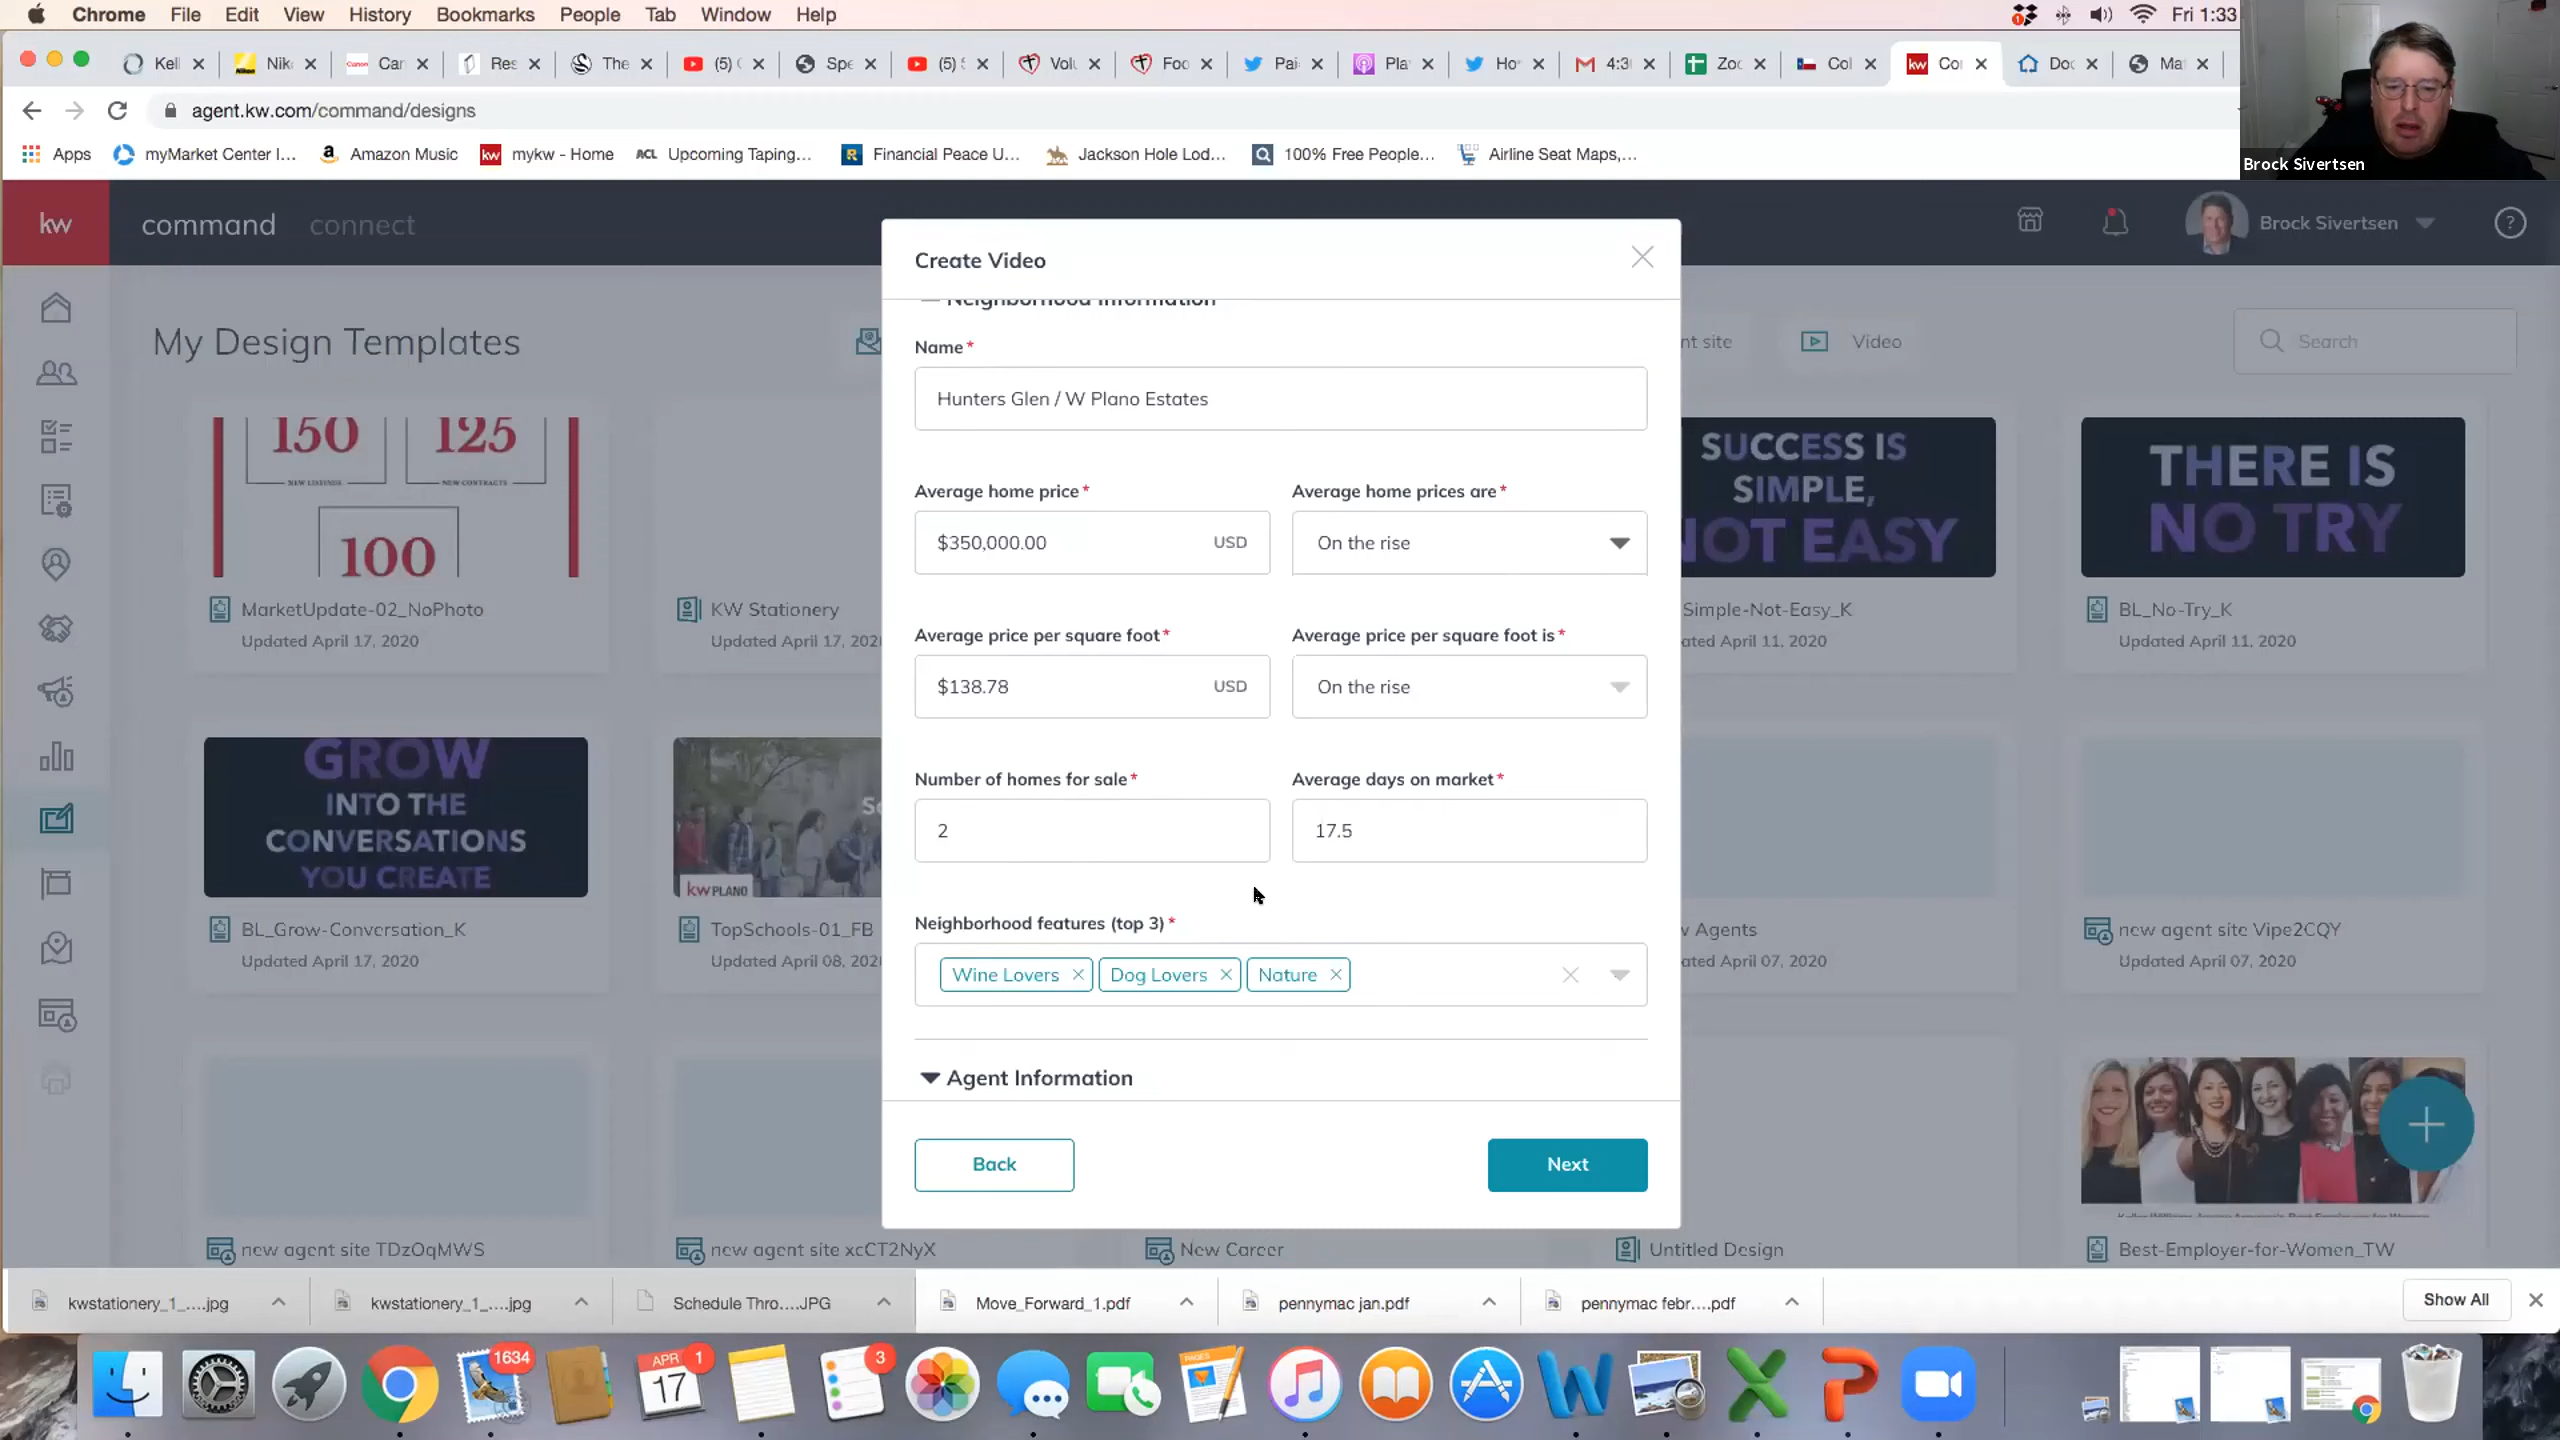 Chrome File Edit View History Bookmarks People Tab Window Help Fri 1:33
Kell Nik Car Res The (5) Spe (5) Volu Foo Pai Pla Ho 4:3 Zoo Col Co Doc Ma
agent.kw.com/command/designs
Apps myMarket Center I... Amazon Music mykw - Home ACL Upcoming Taping... Financial Peace U... Jackson Hole Lod... 100% Free People... Airline Seat Maps,...
Brock Sivertsen
kw command connect Brock Sivertsen
Create Video
Neighborhood Information
My Design Templates nt site Video Search
Name*
Hunters Glen / W Plano Estates
Average home price* Average home prices are*
$350,000.00 USD On the rise
Average price per square foot* Average price per square foot is*
$138.78 USD On the rise
Number of homes for sale* Average days on market*
2 17.5
Neighborhood features (top 3)*
Wine Lovers Dog Lovers Nature
Agent Information
Back Next
150 125
NEW LISTINGS NEW CONTRACTS
100
MarketUpdate-02_NoPhoto
Updated April 17, 2020
KW Stationery
Updated April 17, 202
SUCCESS IS
SIMPLE,
NOT EASY
Simple-Not-Easy_K
ated April 11, 2020
THERE IS
NO TRY
BL_No-Try_K
Updated April 11, 2020
GROW
INTO THE
CONVERSATIONS
YOU CREATE
BL_Grow-Conversation_K
Updated April 17, 2020
kw PLANO
TopSchools-01_FB
Updated April 08, 202
v Agents
ated April 07, 2020
new agent site Vipe2CQY
Updated April 07, 2020
new agent site TDzOqMWS new agent site xcCT2NyX New Career Untitled Design Best-Employer-for-Women_TW
kwstationery_1_....jpg kwstationery_1_....jpg Schedule Thro....JPG Move_Forward_1.pdf pennymac jan.pdf pennymac febr....pdf Show All
1634 APR 17 1 3 PAGES